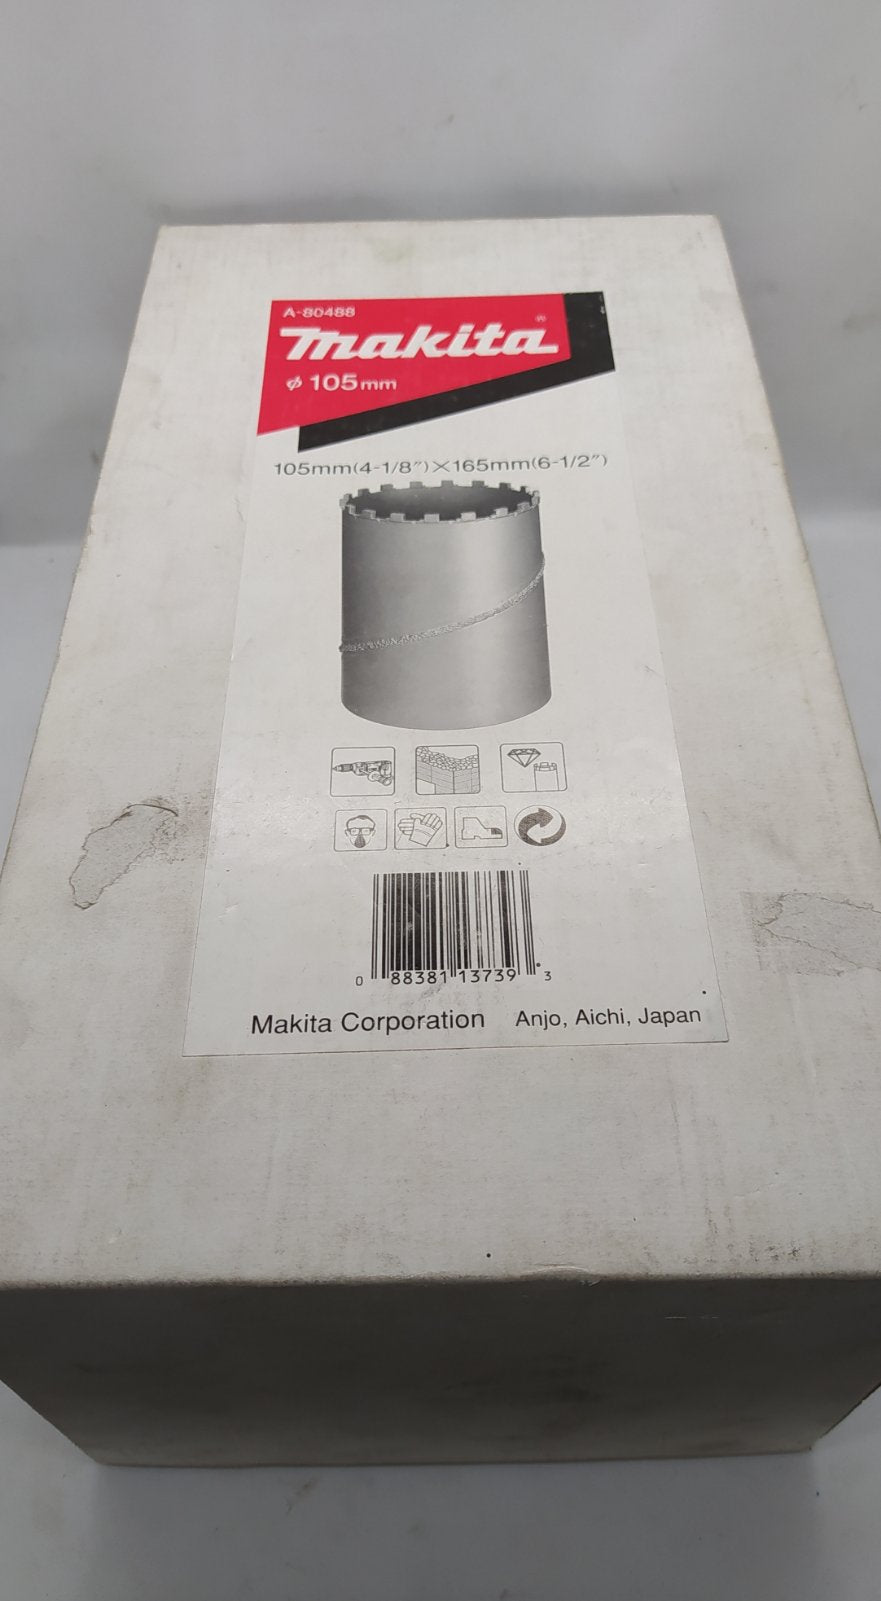 A-80488
makita®
ϕ 105mm
105mm(4-1/8″)×165mm(6-1/2″)
0 88381 13739 3
Makita Corporation Anjo, Aichi, Japan